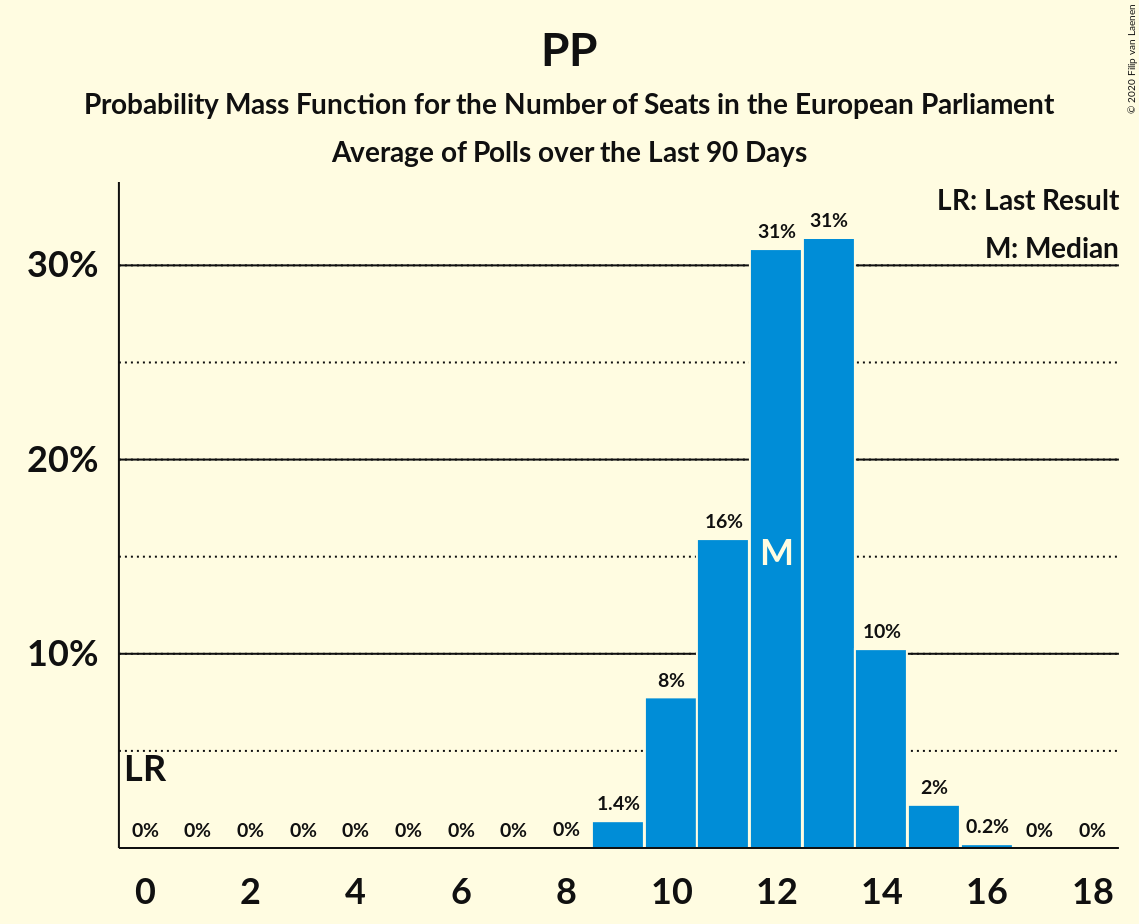 PP
Probability Mass Function for the Number of Seats in the European Parliament
Average of Polls over the Last 90 Days
© 2020 Filip van Laenen
LR: Last Result
M: Median
30%
20%
10%
31%
31%
16%
M
10%
8%
LR
2%
1.4%
0.2%
0% 0% 0% 0% 0% 0% 0% 0% 0% 0% 0%
0 2 4 6 8 10 12 14 16 18